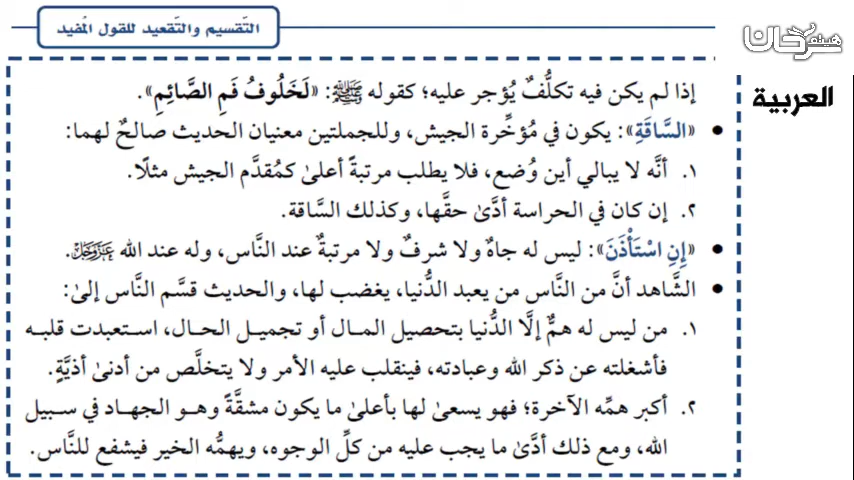 التقسيم والتقعيد للقول المفيد
هيثم سرحان
العربية
إذا لم يكن فيه تكلُّفٌ يُؤجر عليه؛ كقوله ﷺ: «لَخَلُوفُ فَمِ الصَّائِمِ».
• «السَّاقَةِ»: يكون في مُؤخِّرة الجيش، وللجملتين معنيان الحديث صالحٌ لهما:
١. أنَّه لا يبالي أين وُضع، فلا يطلب مرتبةً أعلىٰ كمُقدَّم الجيش مثلًا.
٢. إن كان في الحراسة أدَّىٰ حقَّها، وكذلك السَّاقة.
• «إِنِ اسْتَأْذَنَ»: ليس له جاهٌ ولا شرفٌ ولا مرتبةٌ عند النَّاس، وله عند الله عَزَّوَجَلَّ.
• الشَّاهد أنَّ من النَّاس من يعبد الدُّنيا، يغضب لها، والحديث قسَّم النَّاس إلىٰ:
١. من ليس له همٌّ إلَّا الدُّنيا بتحصيل المال أو تجميل الحال، استعبدت قلبه
فأشغلته عن ذكر الله وعبادته، فينقلب عليه الأمر ولا يتخلَّص من أدنىٰ أذيَّةٍ.
٢. أكبر همِّه الآخرة؛ فهو يسعىٰ لها بأعلىٰ ما يكون مشقَّةً وهو الجهاد في سبيل
الله، ومع ذلك أدَّىٰ ما يجب عليه من كلِّ الوجوه، ويهمُّه الخير فيشفع للنَّاس.